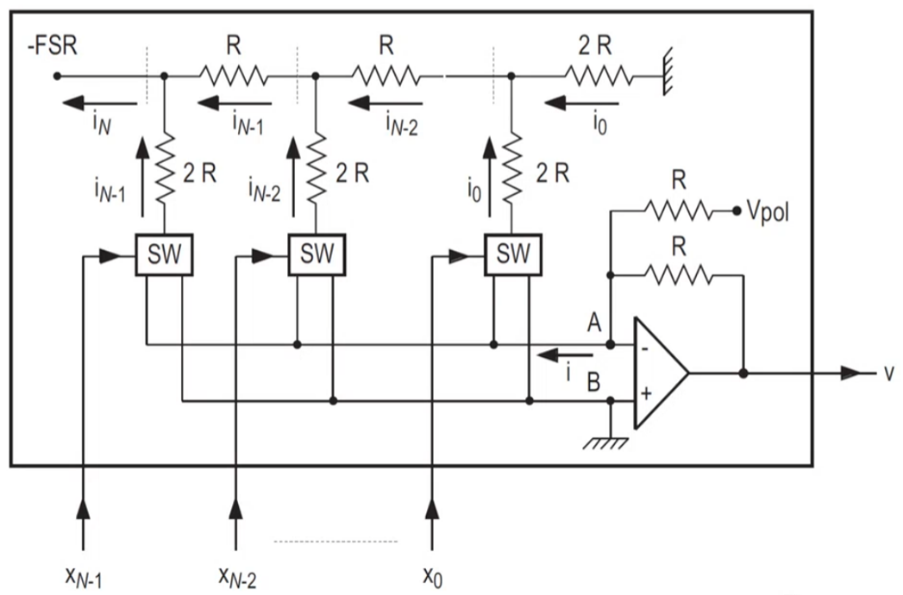 -FSR R R 2 R
iN iN-1 iN-2 i0
iN-1 2 R iN-2 2 R i0 2 R
R
Vpol
SW SW SW R
A
-
i
B
+
v
xN-1 xN-2 x0